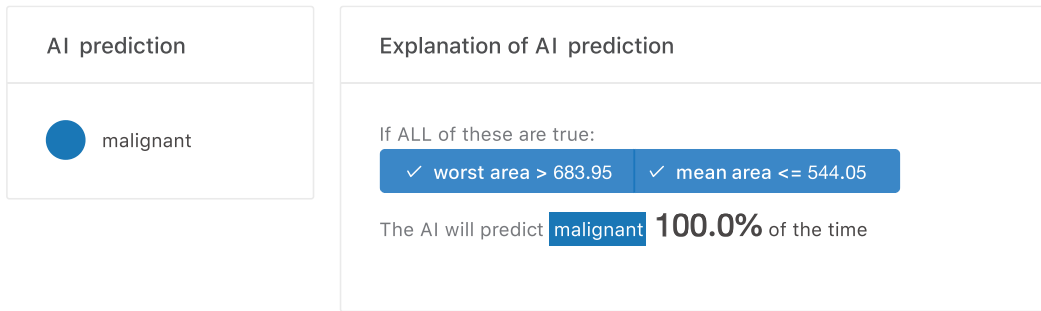 AI prediction
Explanation of AI prediction
malignant
If ALL of these are true:
✓ worst area > 683.95 ✓ mean area <= 544.05
The AI will predict malignant 100.0% of the time